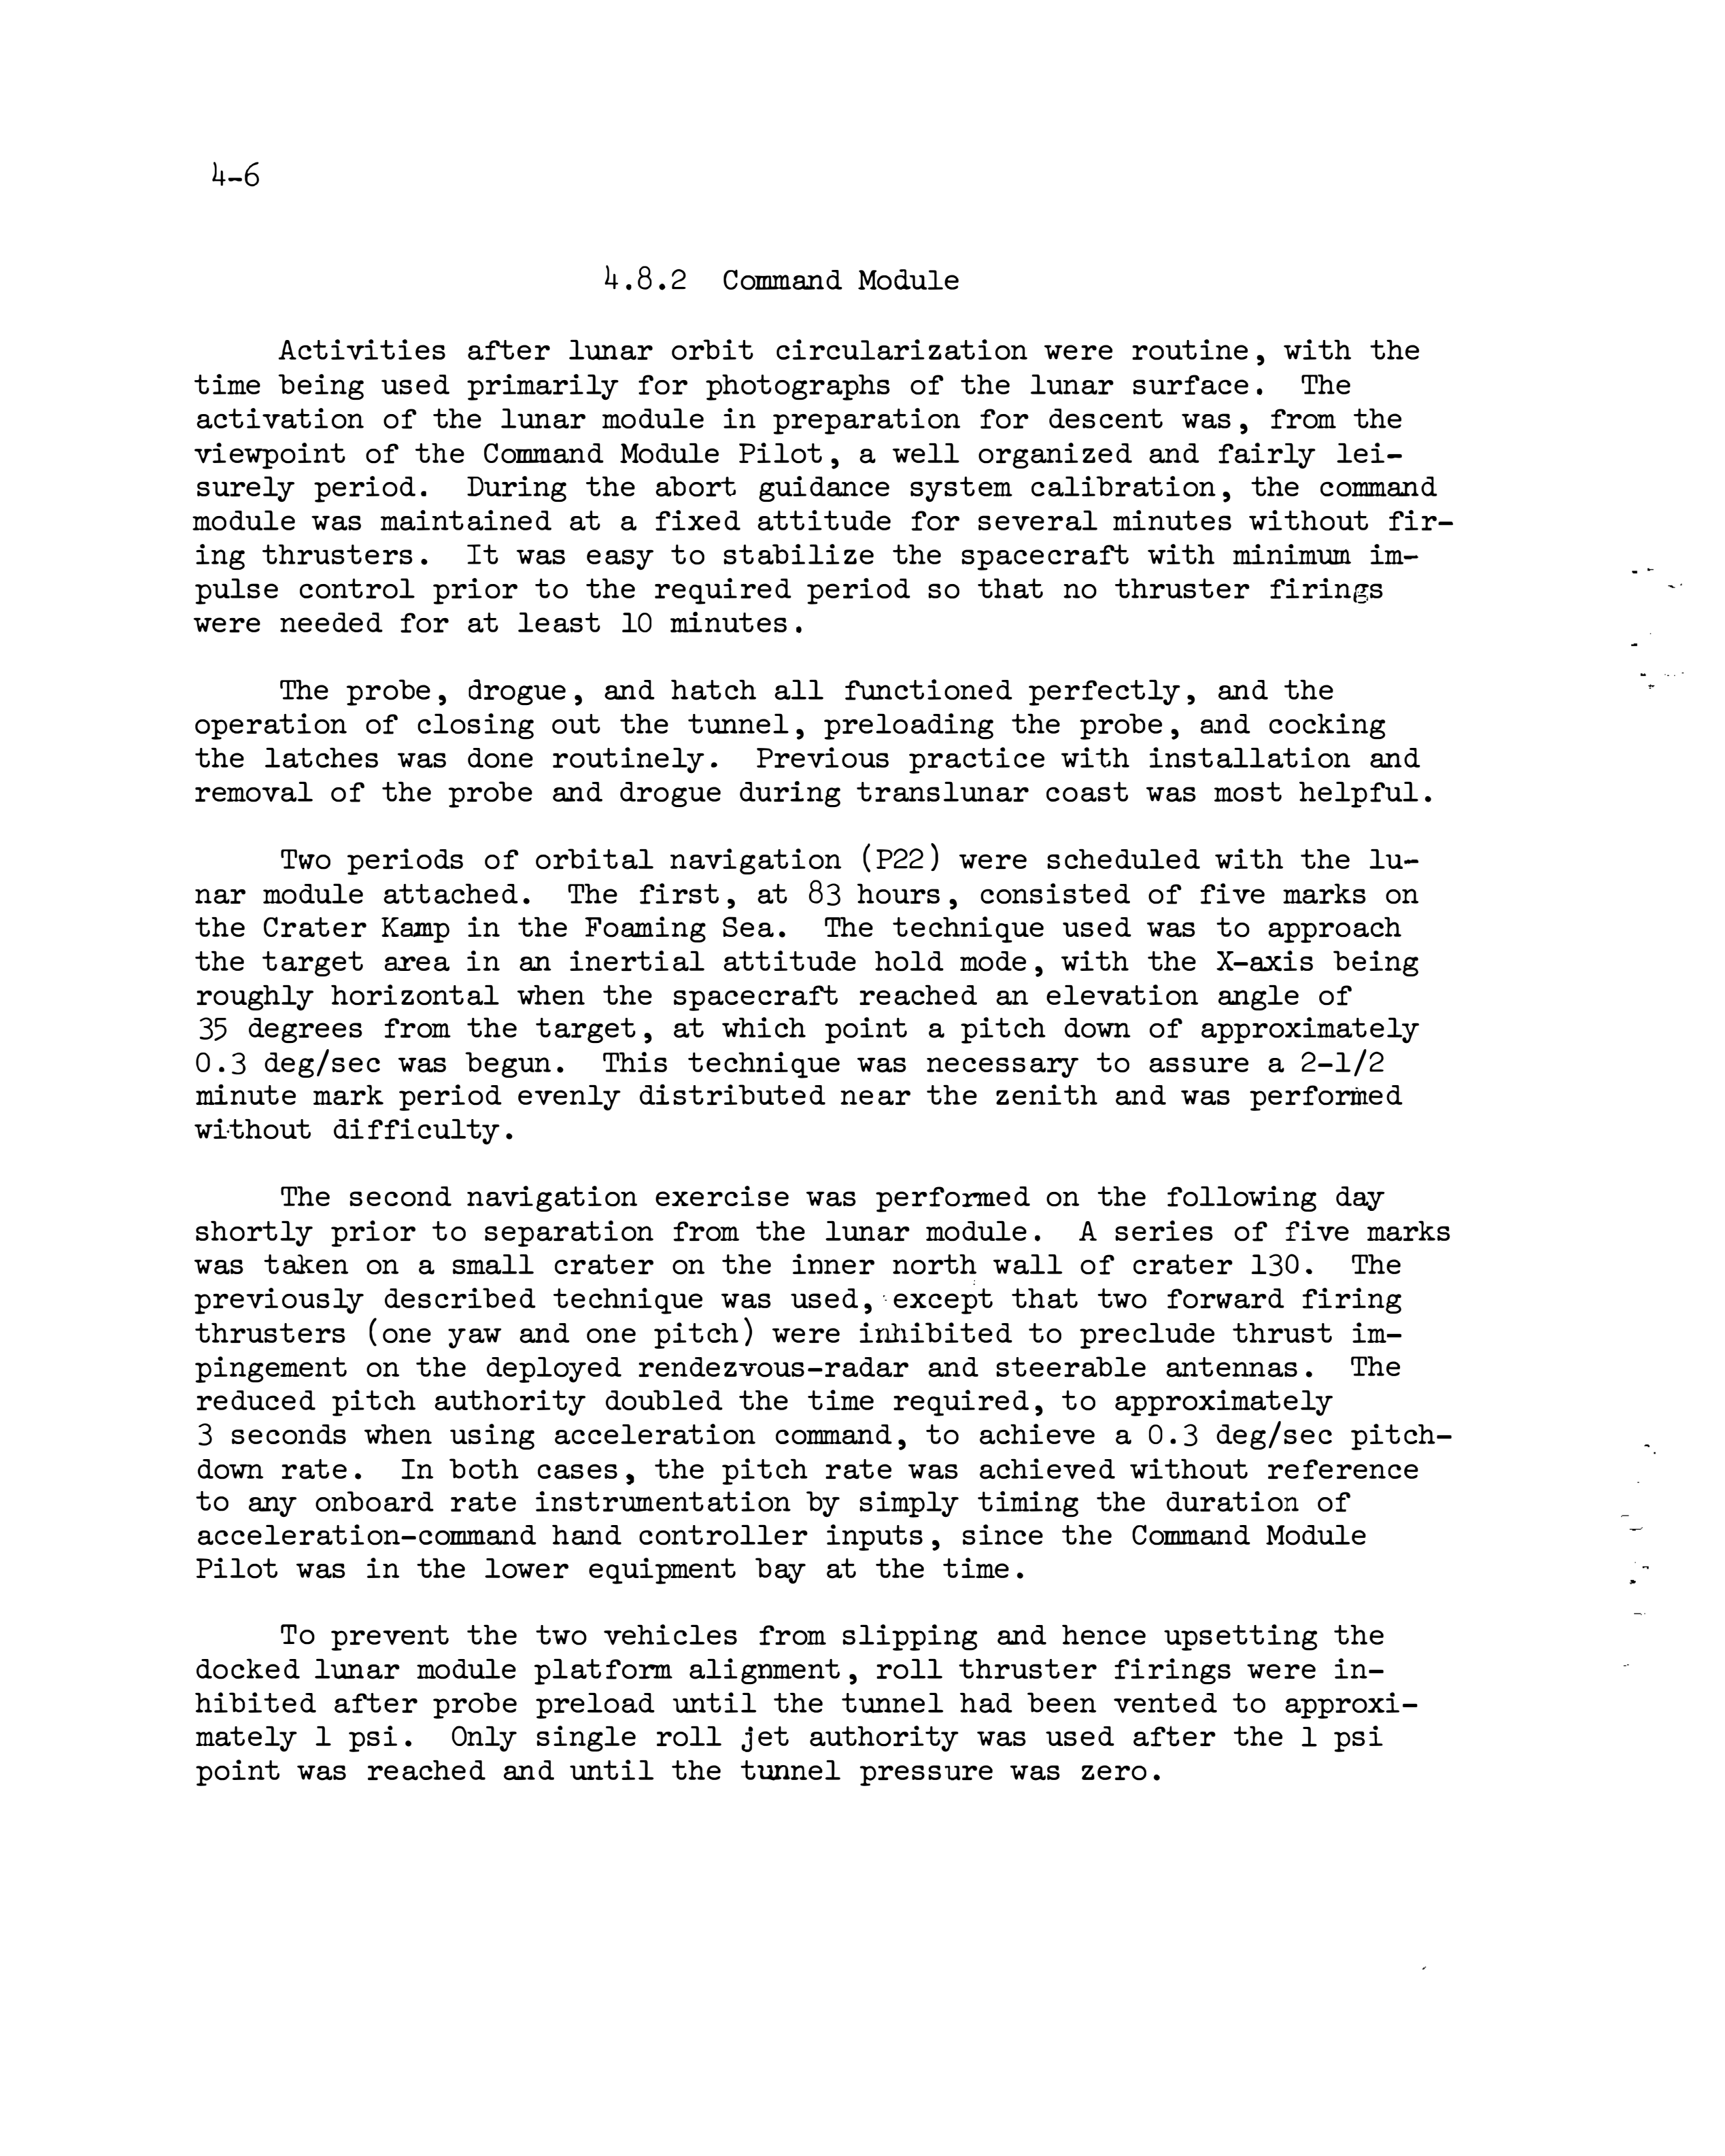 4-6
4.8.2 Command Module
Activities after lunar orbit circularization were routine, with the
time being used primarily for photographs of the lunar surface. The
activation of the lunar module in preparation for descent was, from the
viewpoint of the Command Module Pilot, a well organized and fairly lei-
surely period. During the abort guidance system calibration, the command
module was maintained at a fixed attitude for several minutes without fir-
ing thrusters. It was easy to stabilize the spacecraft with minimum im-
pulse control prior to the required period so that no thruster firings
were needed for at least 10 minutes.
The probe, drogue, and hatch all functioned perfectly, and the
operation of closing out the tunnel, preloading the probe, and cocking
the latches was done routinely. Previous practice with installation and
removal of the probe and drogue during translunar coast was most helpful.
Two periods of orbital navigation (P22) were scheduled with the lu-
nar module attached. The first, at 83 hours, consisted of five marks on
the Crater Kamp in the Foaming Sea. The technique used was to approach
the target area in an inertial attitude hold mode, with the X-axis being
roughly horizontal when the spacecraft reached an elevation angle of
35 degrees from the target, at which point a pitch down of approximately
0.3 deg/sec was begun. This technique was necessary to assure a 2-1/2
minute mark period evenly distributed near the zenith and was performed
without difficulty.
The second navigation exercise was performed on the following day
shortly prior to separation from the lunar module. A series of five marks
was taken on a small crater on the inner north wall of crater 130. The
previously described technique was used, except that two forward firing
thrusters (one yaw and one pitch) were inhibited to preclude thrust im-
pingement on the deployed rendezvous-radar and steerable antennas. The
reduced pitch authority doubled the time required, to approximately
3 seconds when using acceleration command, to achieve a 0.3 deg/sec pitch-
down rate. In both cases, the pitch rate was achieved without reference
to any onboard rate instrumentation by simply timing the duration of
acceleration-command hand controller inputs, since the Command Module
Pilot was in the lower equipment bay at the time.
To prevent the two vehicles from slipping and hence upsetting the
docked lunar module platform alignment, roll thruster firings were in-
hibited after probe preload until the tunnel had been vented to approxi-
mately 1 psi. Only single roll jet authority was used after the 1 psi
point was reached and until the tunnel pressure was zero.